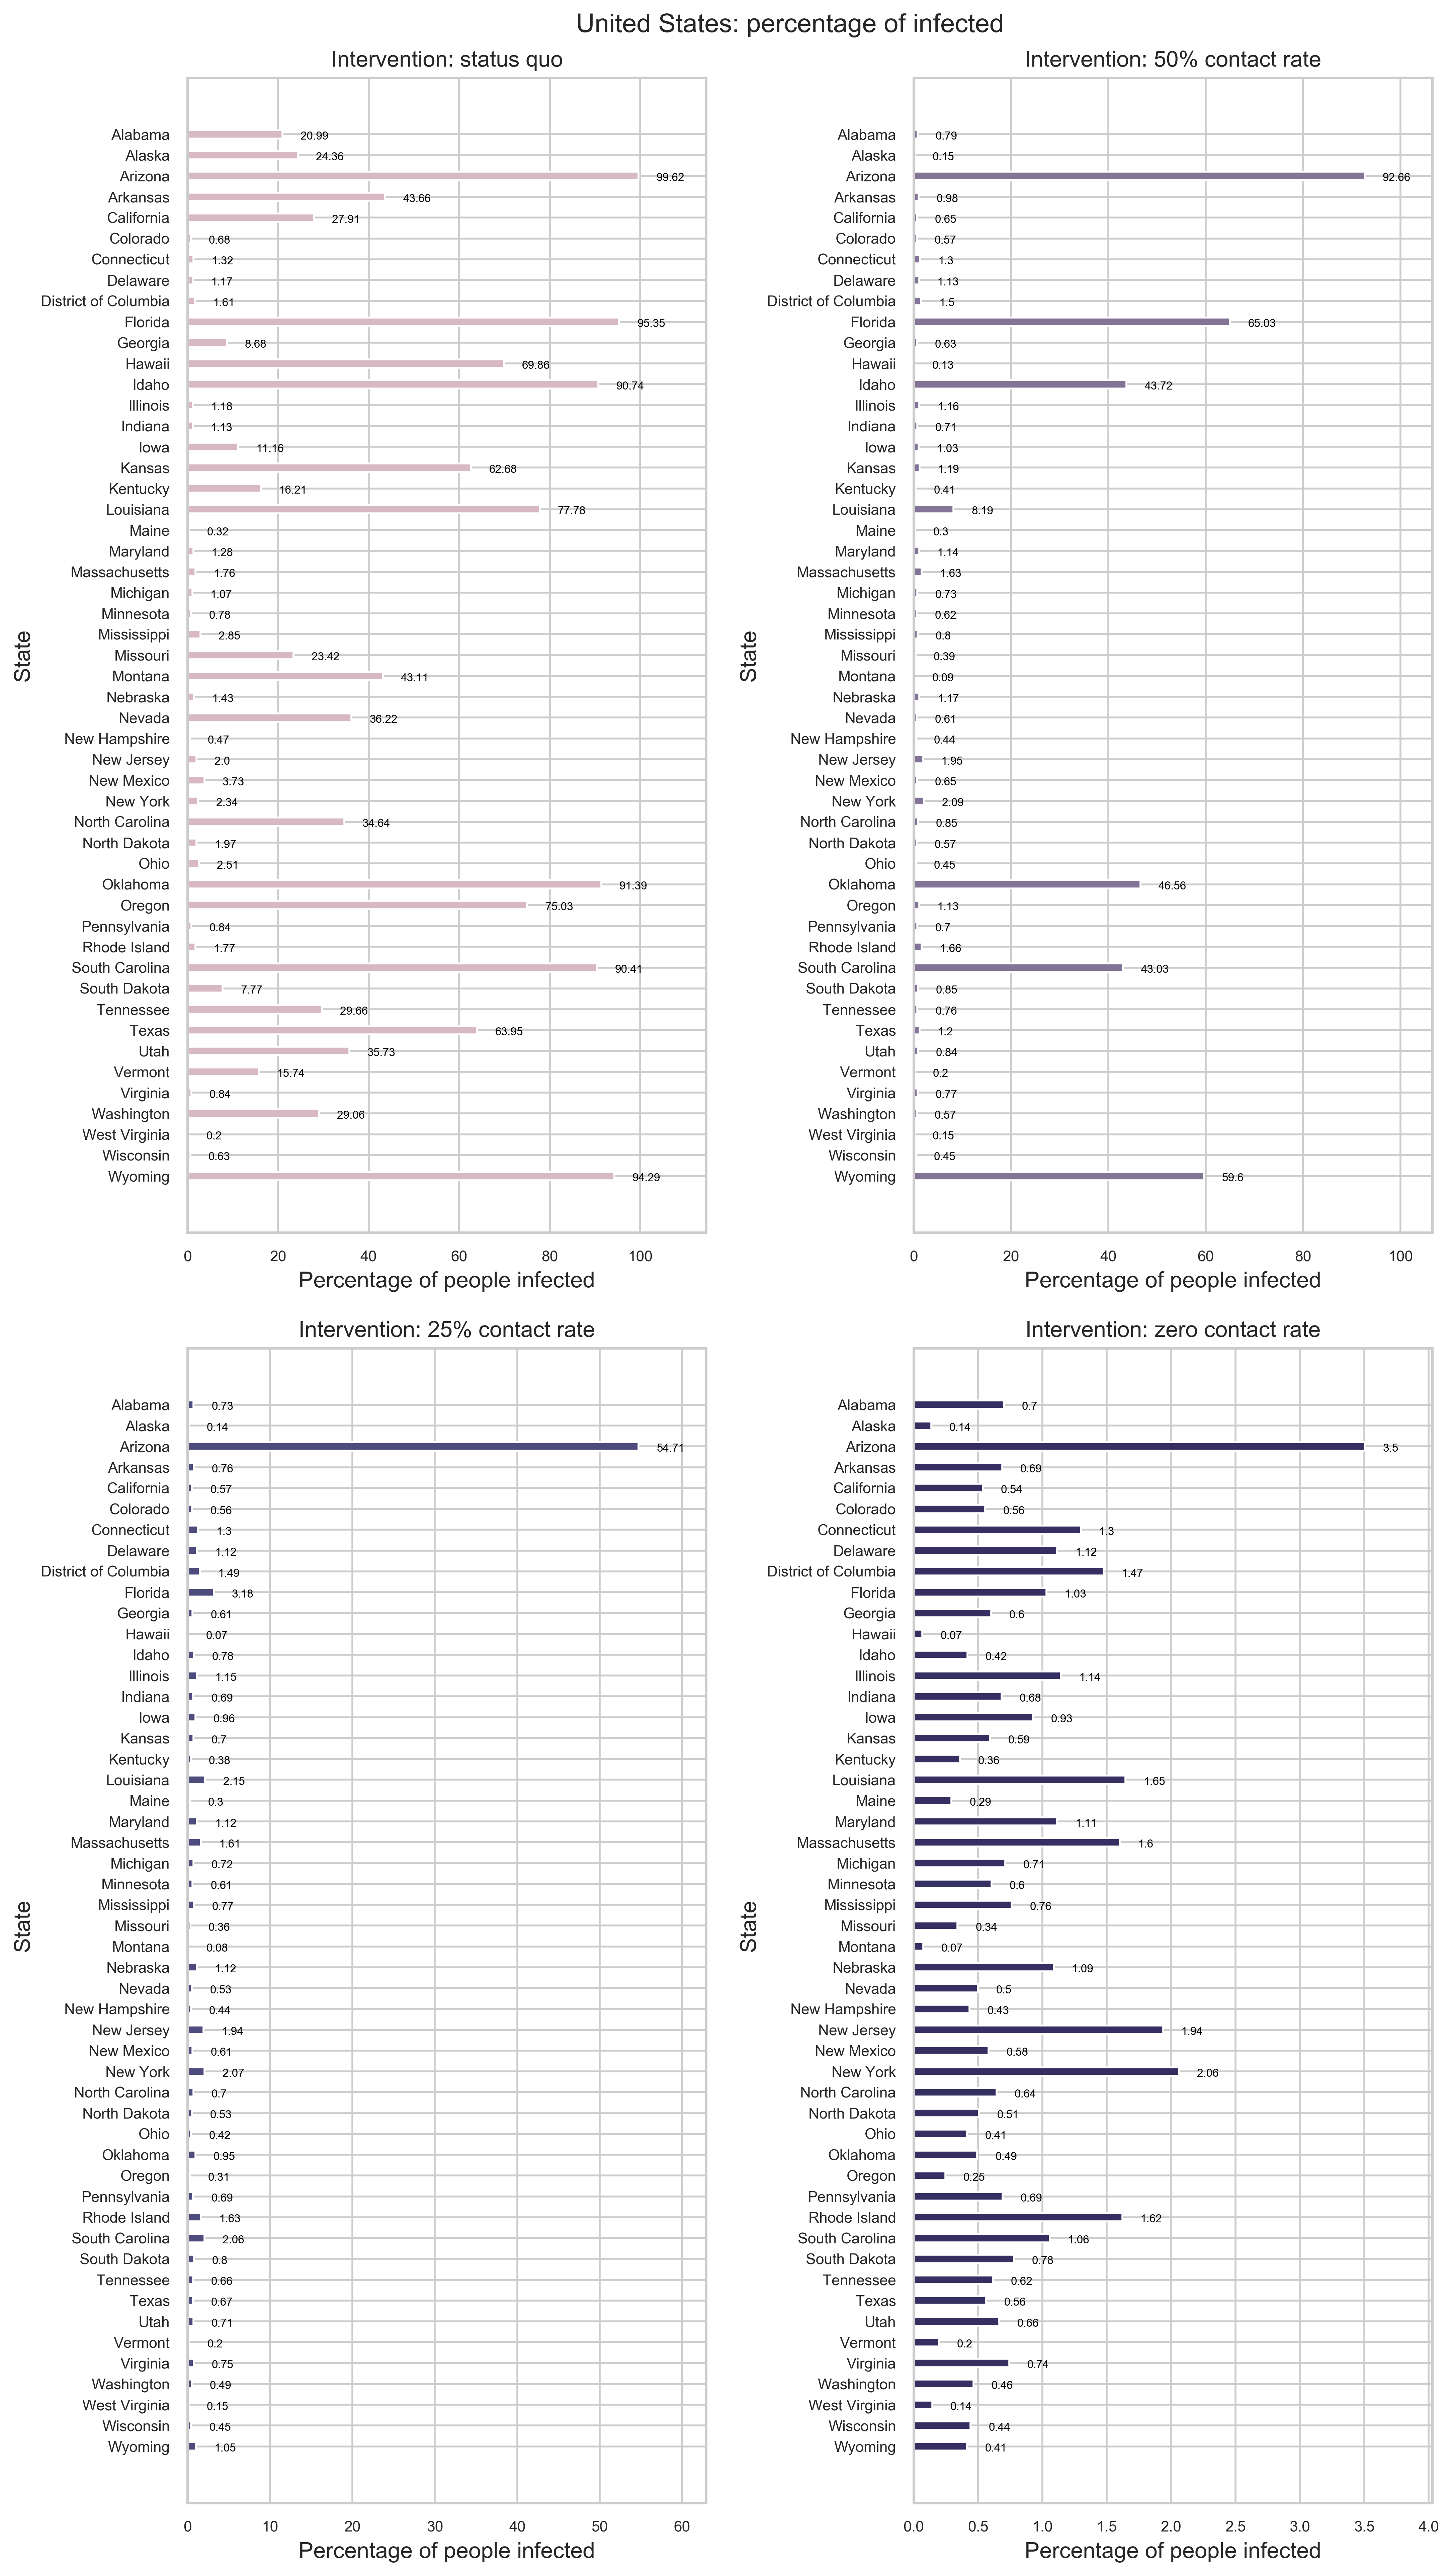 United States: percentage of infected
Intervention: status quo
Alabama 20.99
Alaska 24.36
Arizona 99.62
Arkansas 43.66
California 27.91
Colorado 0.68
Connecticut 1.32
Delaware 1.17
District of Columbia 1.61
Florida 95.35
Georgia 8.68
Hawaii 69.86
Idaho 90.74
Illinois 1.18
Indiana 1.13
Iowa 11.16
Kansas 62.68
Kentucky 16.21
Louisiana 77.78
Maine 0.32
Maryland 1.28
Massachusetts 1.76
Michigan 1.07
Minnesota 0.78
Mississippi 2.85
Missouri 23.42
Montana 43.11
Nebraska 1.43
Nevada 36.22
New Hampshire 0.47
New Jersey 2.0
New Mexico 3.73
New York 2.34
North Carolina 34.64
North Dakota 1.97
Ohio 2.51
Oklahoma 91.39
Oregon 75.03
Pennsylvania 0.84
Rhode Island 1.77
South Carolina 90.41
South Dakota 7.77
Tennessee 29.66
Texas 63.95
Utah 35.73
Vermont 15.74
Virginia 0.84
Washington 29.06
West Virginia 0.2
Wisconsin 0.63
Wyoming 94.29
State
0 20 40 60 80 100
Percentage of people infected
Intervention: 50% contact rate
Alabama 0.79
Alaska 0.15
Arizona 92.66
Arkansas 0.98
California 0.65
Colorado 0.57
Connecticut 1.3
Delaware 1.13
District of Columbia 1.5
Florida 65.03
Georgia 0.63
Hawaii 0.13
Idaho 43.72
Illinois 1.16
Indiana 0.71
Iowa 1.03
Kansas 1.19
Kentucky 0.41
Louisiana 8.19
Maine 0.3
Maryland 1.14
Massachusetts 1.63
Michigan 0.73
Minnesota 0.62
Mississippi 0.8
Missouri 0.39
Montana 0.09
Nebraska 1.17
Nevada 0.61
New Hampshire 0.44
New Jersey 1.95
New Mexico 0.65
New York 2.09
North Carolina 0.85
North Dakota 0.57
Ohio 0.45
Oklahoma 46.56
Oregon 1.13
Pennsylvania 0.7
Rhode Island 1.66
South Carolina 43.03
South Dakota 0.85
Tennessee 0.76
Texas 1.2
Utah 0.84
Vermont 0.2
Virginia 0.77
Washington 0.57
West Virginia 0.15
Wisconsin 0.45
Wyoming 59.6
State
0 20 40 60 80 100
Percentage of people infected
Intervention: 25% contact rate
Alabama 0.73
Alaska 0.14
Arizona 54.71
Arkansas 0.76
California 0.57
Colorado 0.56
Connecticut 1.3
Delaware 1.12
District of Columbia 1.49
Florida 3.18
Georgia 0.61
Hawaii 0.07
Idaho 0.78
Illinois 1.15
Indiana 0.69
Iowa 0.96
Kansas 0.7
Kentucky 0.38
Louisiana 2.15
Maine 0.3
Maryland 1.12
Massachusetts 1.61
Michigan 0.72
Minnesota 0.61
Mississippi 0.77
Missouri 0.36
Montana 0.08
Nebraska 1.12
Nevada 0.53
New Hampshire 0.44
New Jersey 1.94
New Mexico 0.61
New York 2.07
North Carolina 0.7
North Dakota 0.53
Ohio 0.42
Oklahoma 0.95
Oregon 0.31
Pennsylvania 0.69
Rhode Island 1.63
South Carolina 2.06
South Dakota 0.8
Tennessee 0.66
Texas 0.67
Utah 0.71
Vermont 0.2
Virginia 0.75
Washington 0.49
West Virginia 0.15
Wisconsin 0.45
Wyoming 1.05
State
0 10 20 30 40 50 60
Percentage of people infected
Intervention: zero contact rate
Alabama 0.7
Alaska 0.14
Arizona 3.5
Arkansas 0.69
California 0.54
Colorado 0.56
Connecticut 1.3
Delaware 1.12
District of Columbia 1.47
Florida 1.03
Georgia 0.6
Hawaii 0.07
Idaho 0.42
Illinois 1.14
Indiana 0.68
Iowa 0.93
Kansas 0.59
Kentucky 0.36
Louisiana 1.65
Maine 0.29
Maryland 1.11
Massachusetts 1.6
Michigan 0.71
Minnesota 0.6
Mississippi 0.76
Missouri 0.34
Montana 0.07
Nebraska 1.09
Nevada 0.5
New Hampshire 0.43
New Jersey 1.94
New Mexico 0.58
New York 2.06
North Carolina 0.64
North Dakota 0.51
Ohio 0.41
Oklahoma 0.49
Oregon 0.25
Pennsylvania 0.69
Rhode Island 1.62
South Carolina 1.06
South Dakota 0.78
Tennessee 0.62
Texas 0.56
Utah 0.66
Vermont 0.2
Virginia 0.74
Washington 0.46
West Virginia 0.14
Wisconsin 0.44
Wyoming 0.41
State
0.0 0.5 1.0 1.5 2.0 2.5 3.0 3.5 4.0
Percentage of people infected